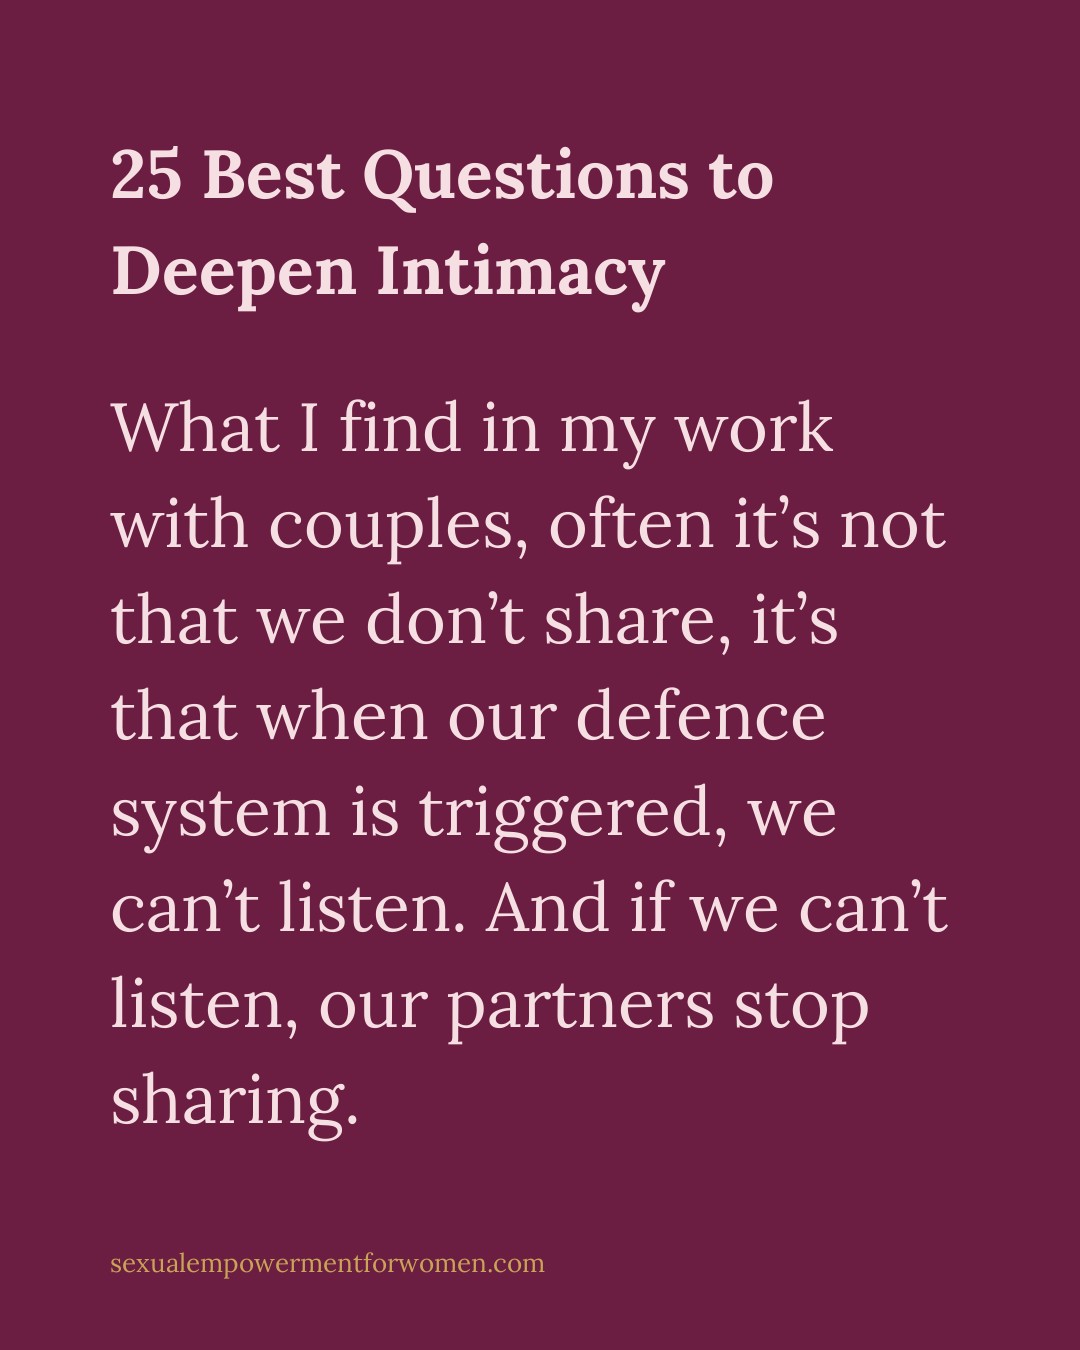 25 Best Questions to
Deepen Intimacy
What I find in my work
with couples, often it’s not
that we don’t share, it’s
that when our defence
system is triggered, we
can’t listen. And if we can’t
listen, our partners stop
sharing.
sexualempowermentforwomen.com